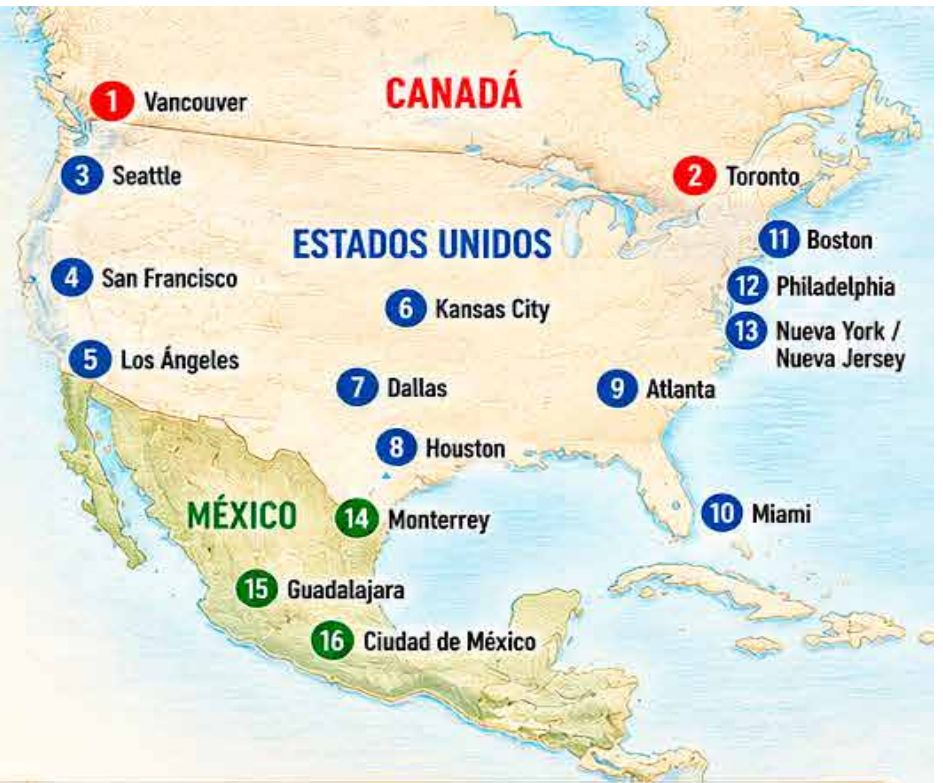 CANADÁ
1 Vancouver
2 Toronto
3 Seattle
ESTADOS UNIDOS
11 Boston
4 San Francisco
12 Philadelphia
6 Kansas City
13 Nueva York /
Nueva Jersey
5 Los Ángeles
7 Dallas
9 Atlanta
8 Houston
MÉXICO
14 Monterrey
10 Miami
15 Guadalajara
16 Ciudad de México